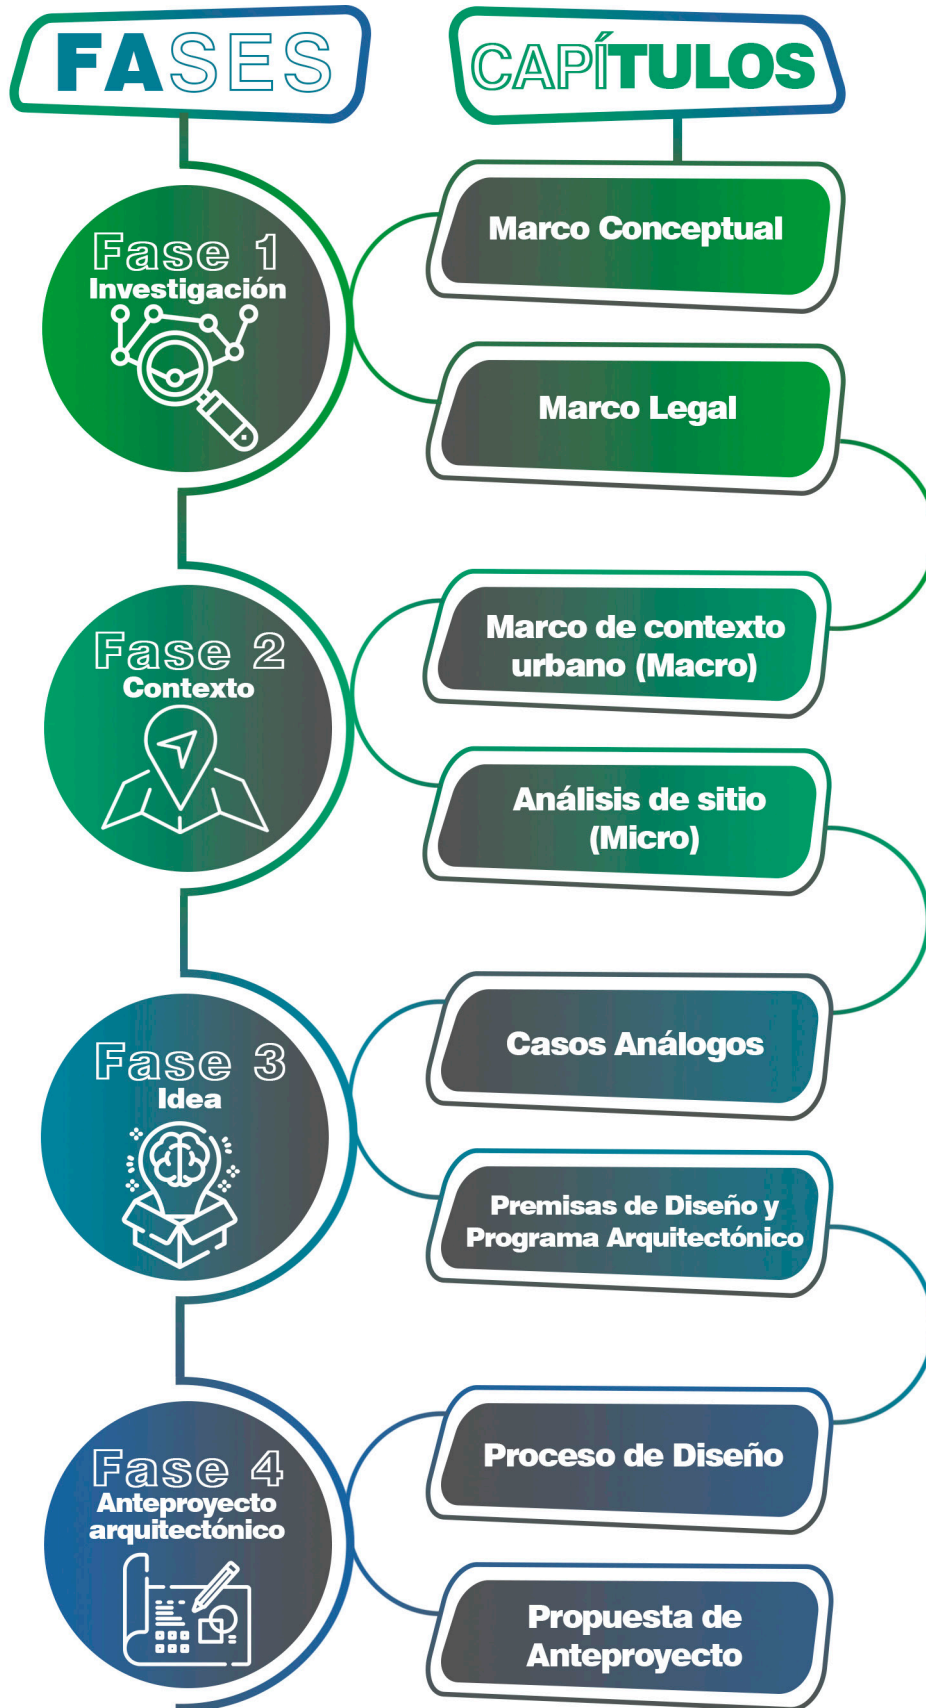 FASES
CAPÍTULOS
Fase 1
Investigación
Marco Conceptual
Marco Legal
Fase 2
Contexto
Marco de contexto
urbano (Macro)
Análisis de sitio
(Micro)
Fase 3
Idea
Casos Análogos
Premisas de Diseño y
Programa Arquitectónico
Fase 4
Anteproyecto
arquitectónico
Proceso de Diseño
Propuesta de
Anteproyecto